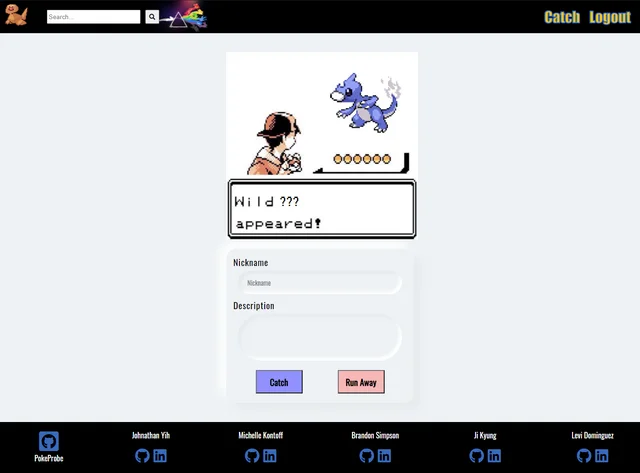 Search...
Catch Logout
Wild ???
appeared!
Nickname
Nickname
Description
Catch Run Away
PokeProbe
Johnathan Yih
Michelle Kontoff
Brandon Simpson
Ji Kyung
Levi Dominguez